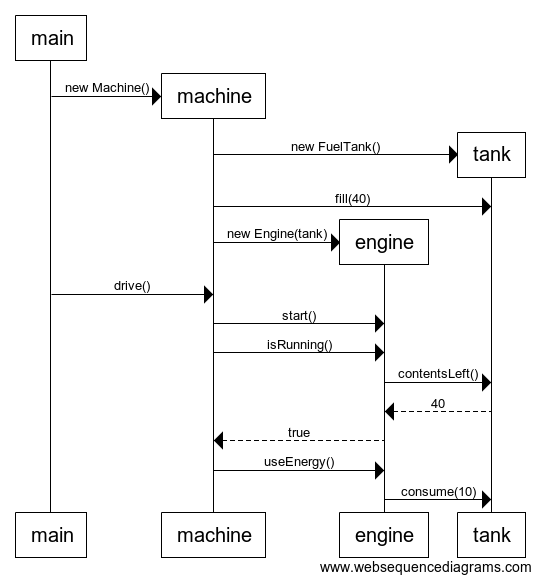 main
new Machine()
machine
new FuelTank()
tank
fill(40)
new Engine(tank)
engine
drive()
start()
isRunning()
contentsLeft()
40
true
useEnergy()
consume(10)
main
machine
engine
tank
www.websequencediagrams.com